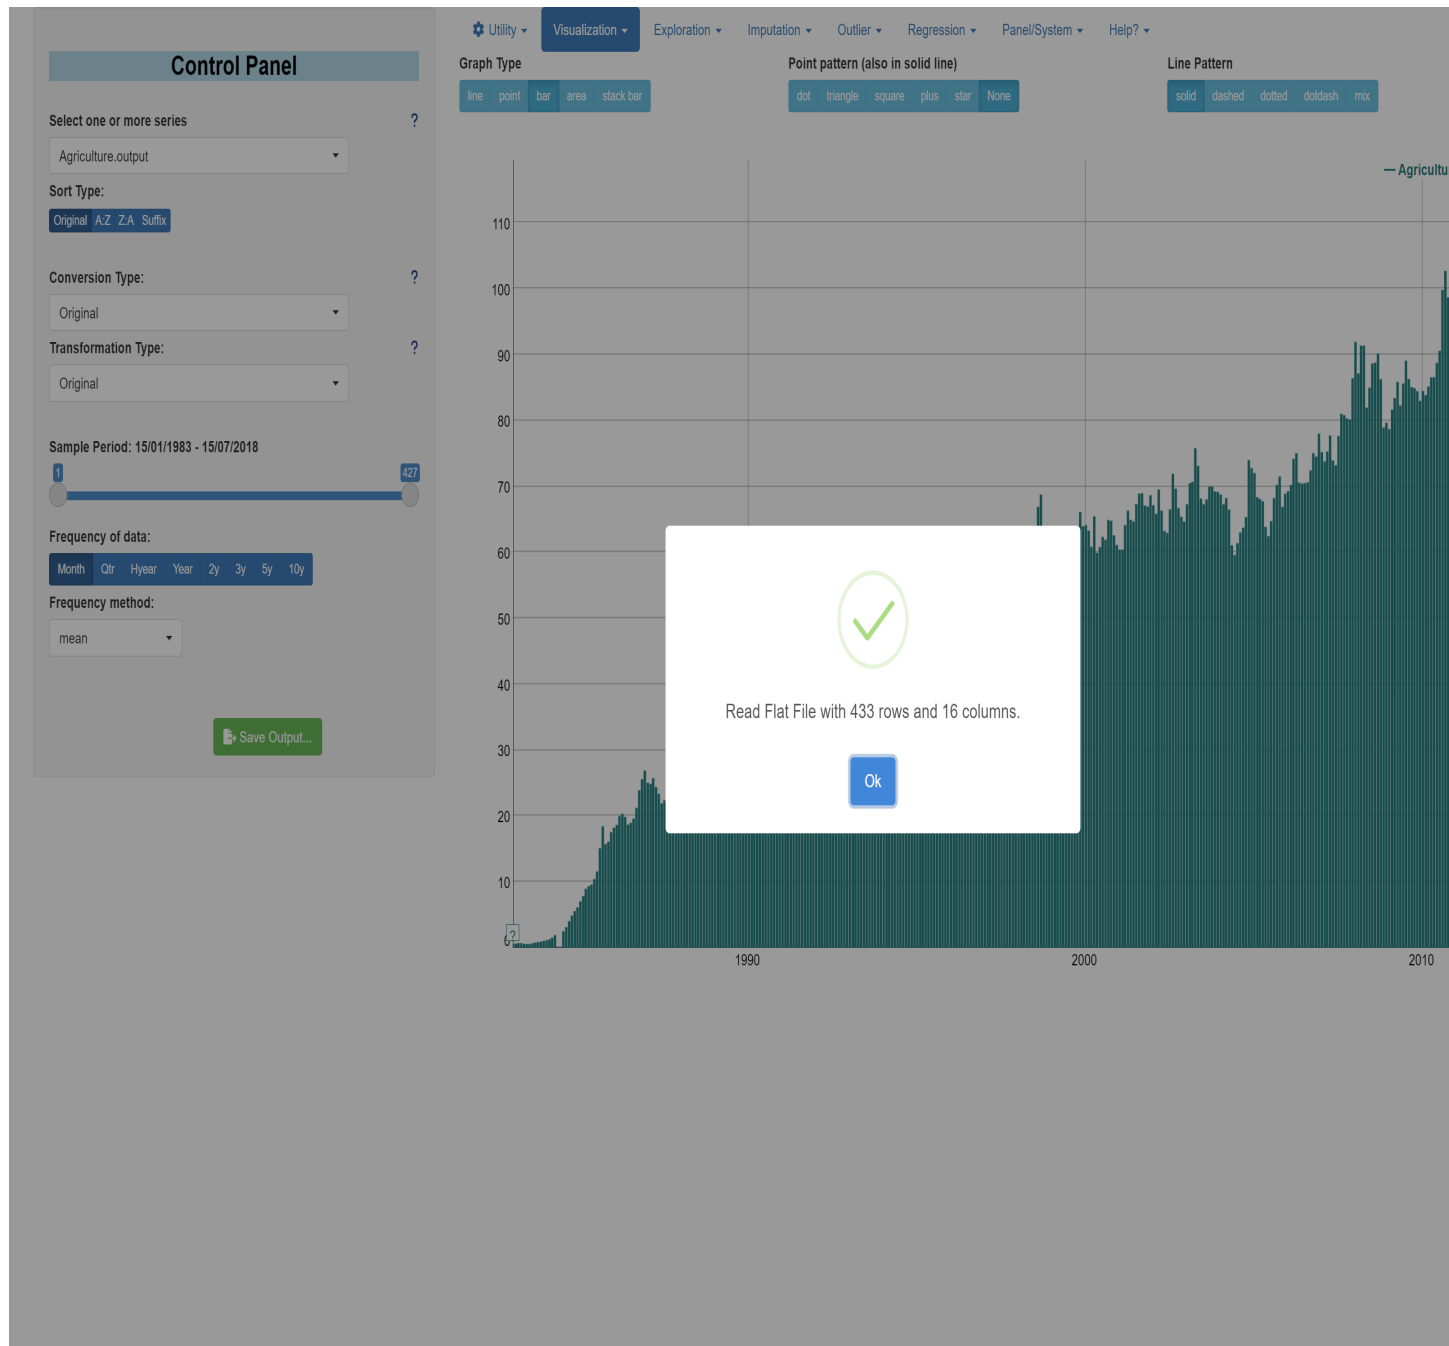 Utility Visualization Exploration Imputation Outlier Regression Panel/System Help?
Control Panel
Graph Type
line point bar area stack bar
Point pattern (also in solid line)
dot triangle square plus star None
Line Pattern
solid dashed dotted dotdash mix
Select one or more series ?
Agriculture.output
Sort Type:
Original A:Z Z:A Suffix
Conversion Type: ?
Original
Transformation Type: ?
Original
Sample Period: 15/01/1983 - 15/07/2018
1 427
Frequency of data:
Month Qtr Hyear Year 2y 3y 5y 10y
Frequency method:
mean
Save Output...
— Agricultu
110
100
90
80
70
60
50
40
30
20
10
0
?
1990 2000 2010
Read Flat File with 433 rows and 16 columns.
Ok